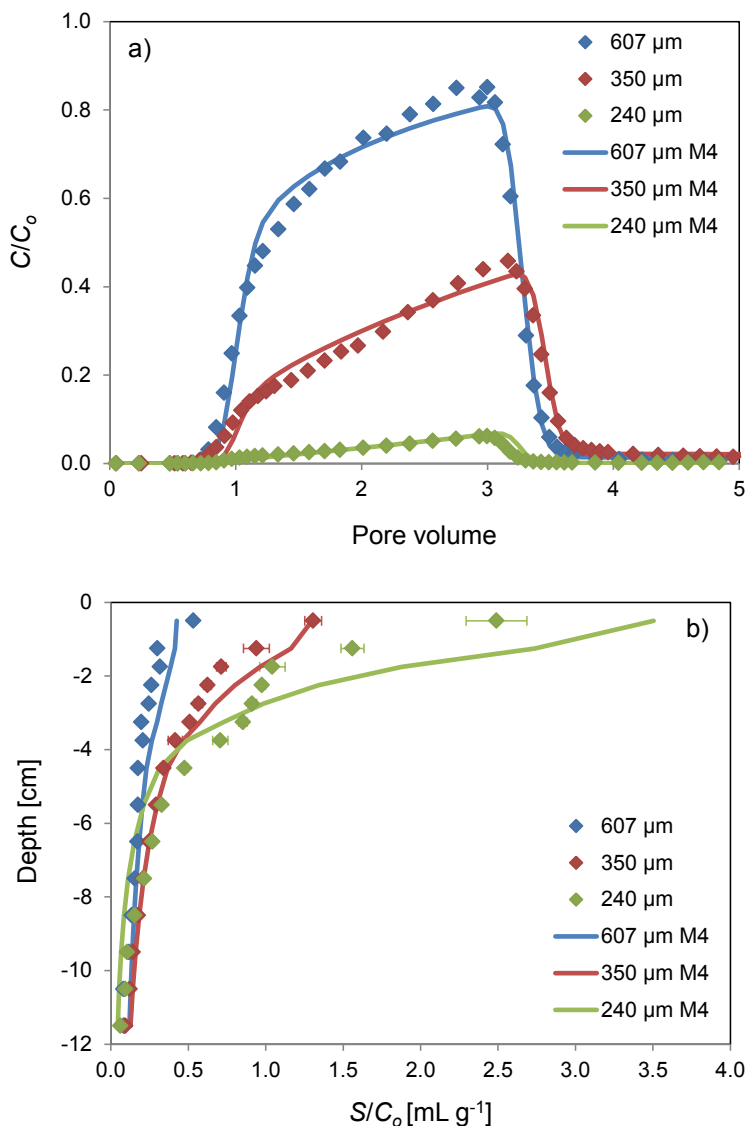 a)
1.0
0.8
0.6
0.4
0.2
0.0
C/Co
607 µm
350 µm
240 µm
607 µm M4
350 µm M4
240 µm M4
0 1 2 3 4 5
Pore volume
b)
0
-2
-4
-6
-8
-10
-12
Depth [cm]
607 µm
350 µm
240 µm
607 µm M4
350 µm M4
240 µm M4
0.0 0.5 1.0 1.5 2.0 2.5 3.0 3.5 4.0
S/Co [mL g-1]